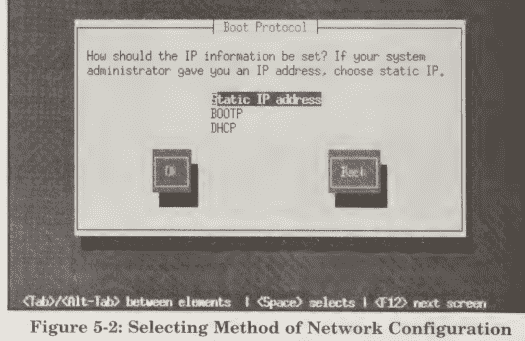 Boot Protocol
How should the IP information be set? If your system
administrator gave you an IP address, choose static IP.
Static IP address
BOOTP
DHCP
Ok Back
<Tab>/<Alt-Tab> between elements | <Space> selects | <F12> next screen
Figure 5-2: Selecting Method of Network Configuration